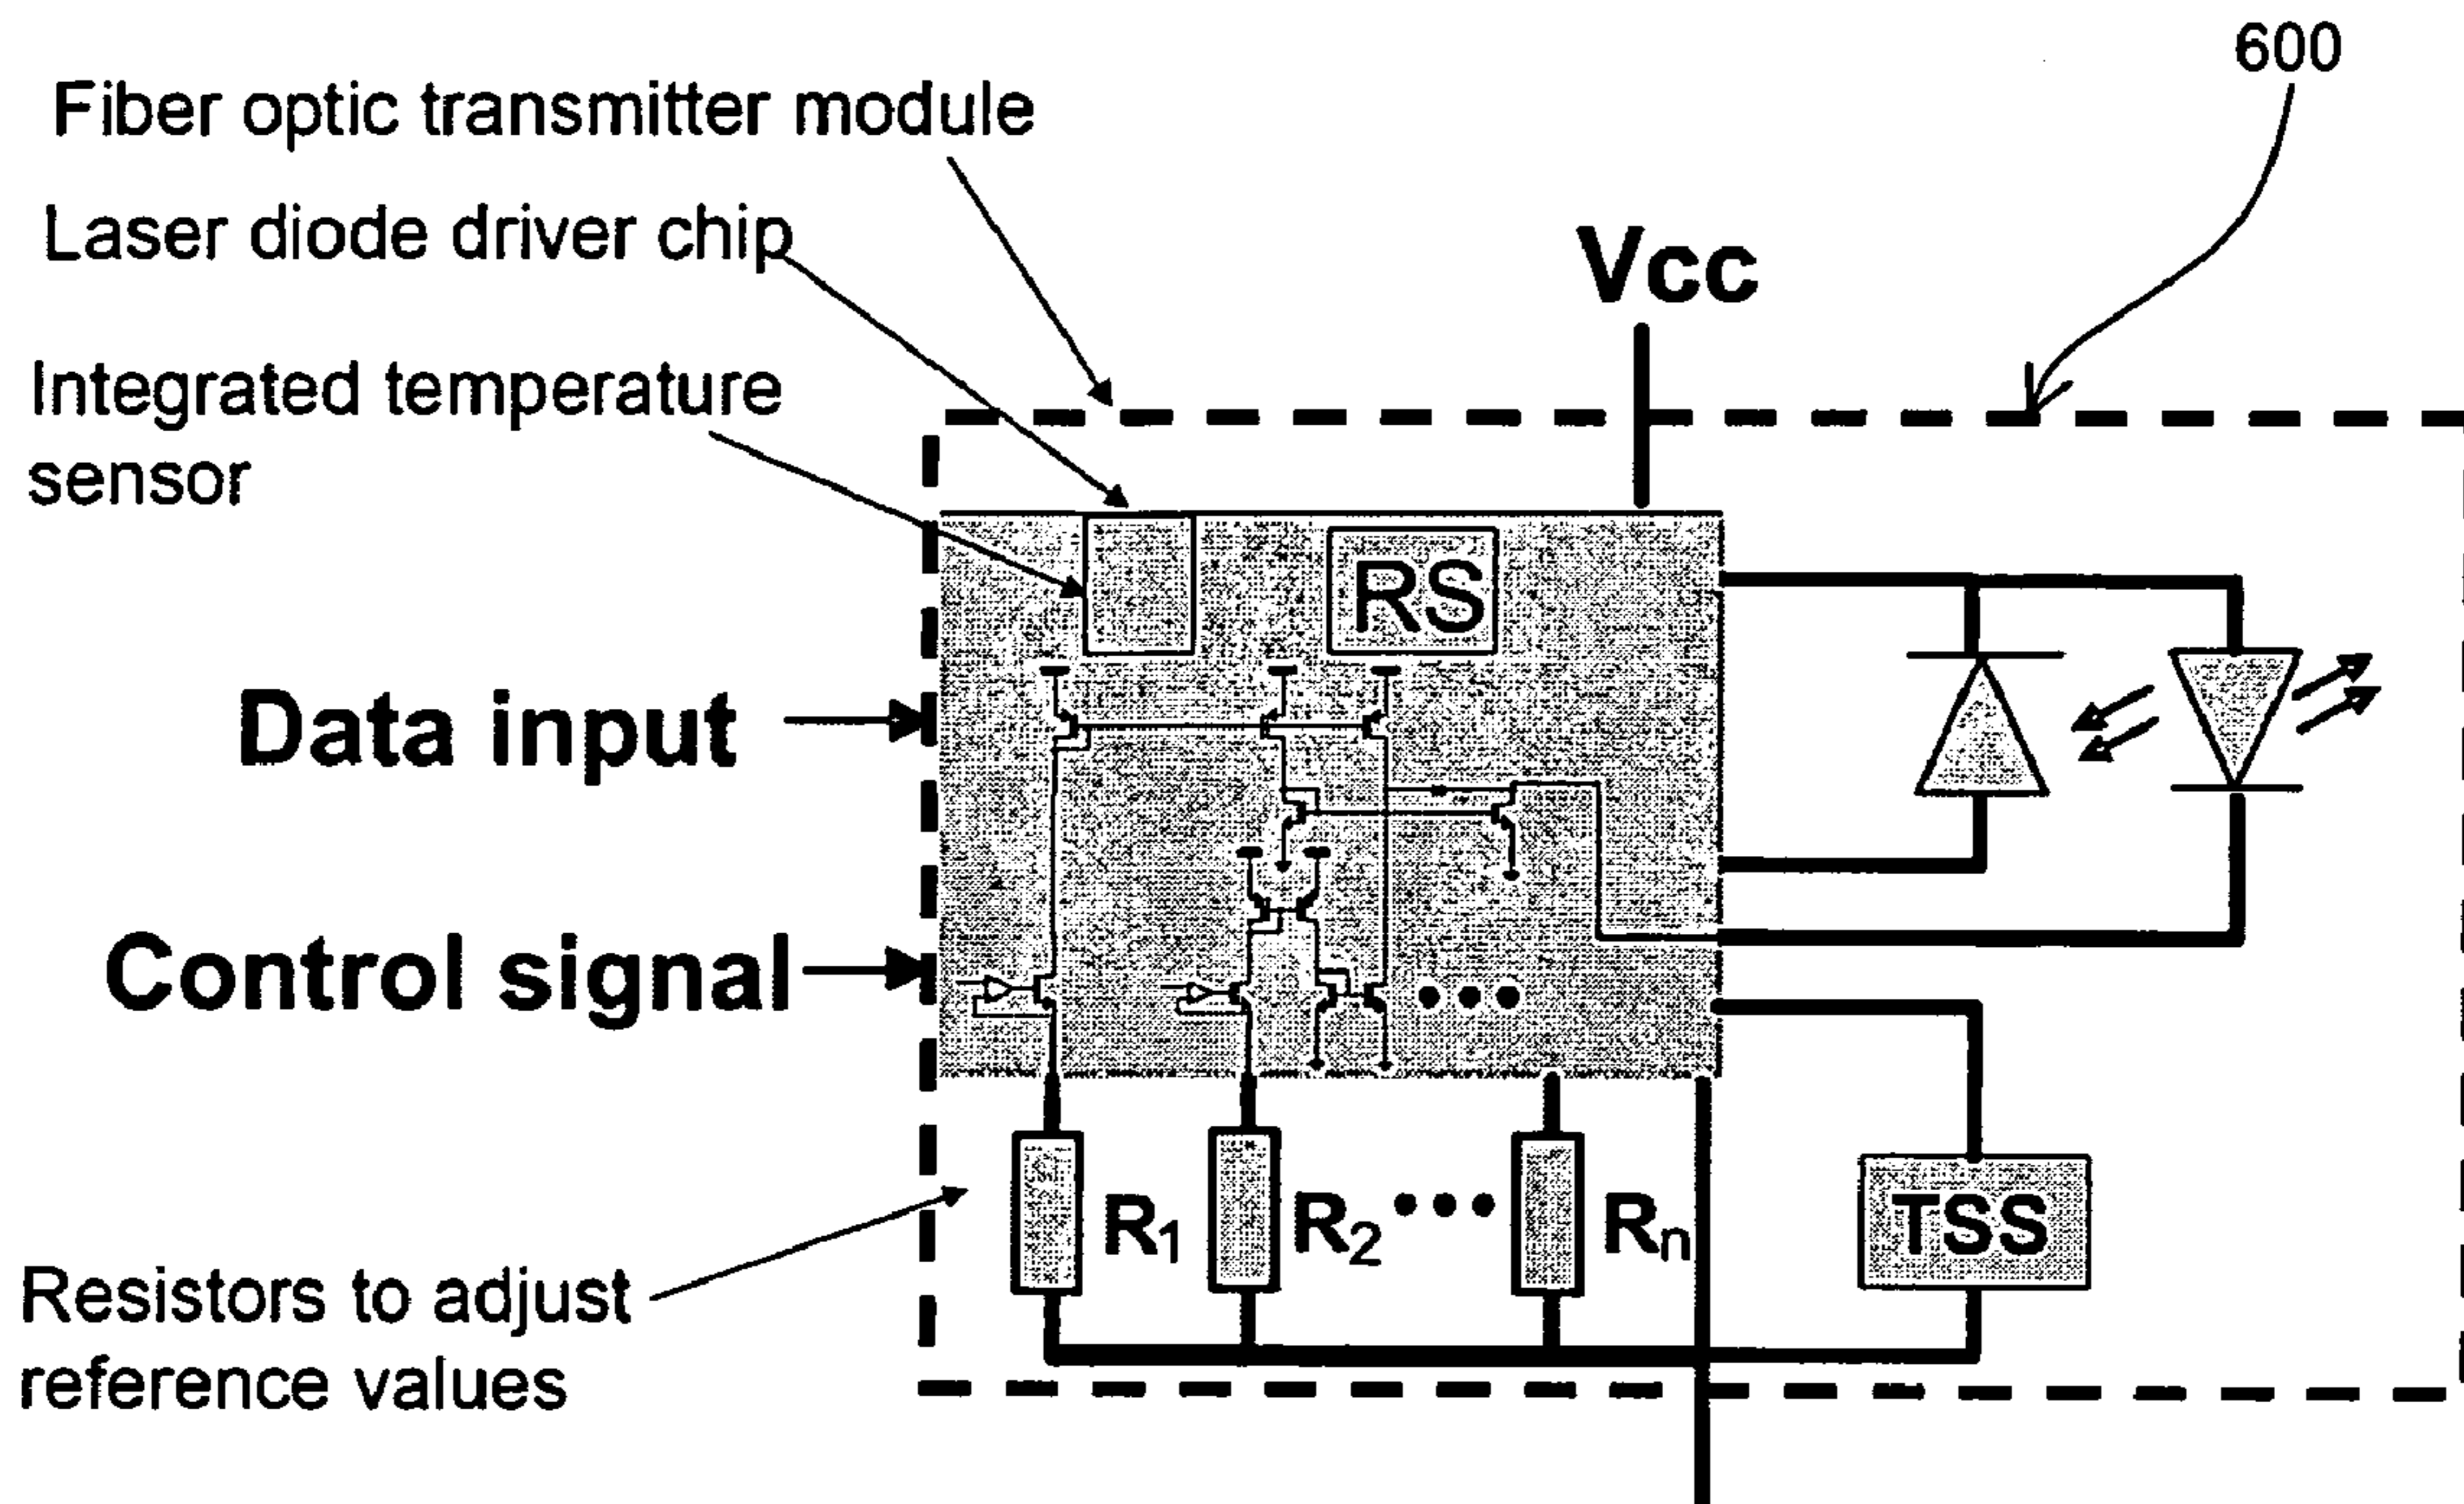 600
Fiber optic transmitter module
Laser diode driver chip
Vcc
Integrated temperature
sensor
RS
Data input
Control signal
R1 R2 ••• Rn
TSS
Resistors to adjust
reference values